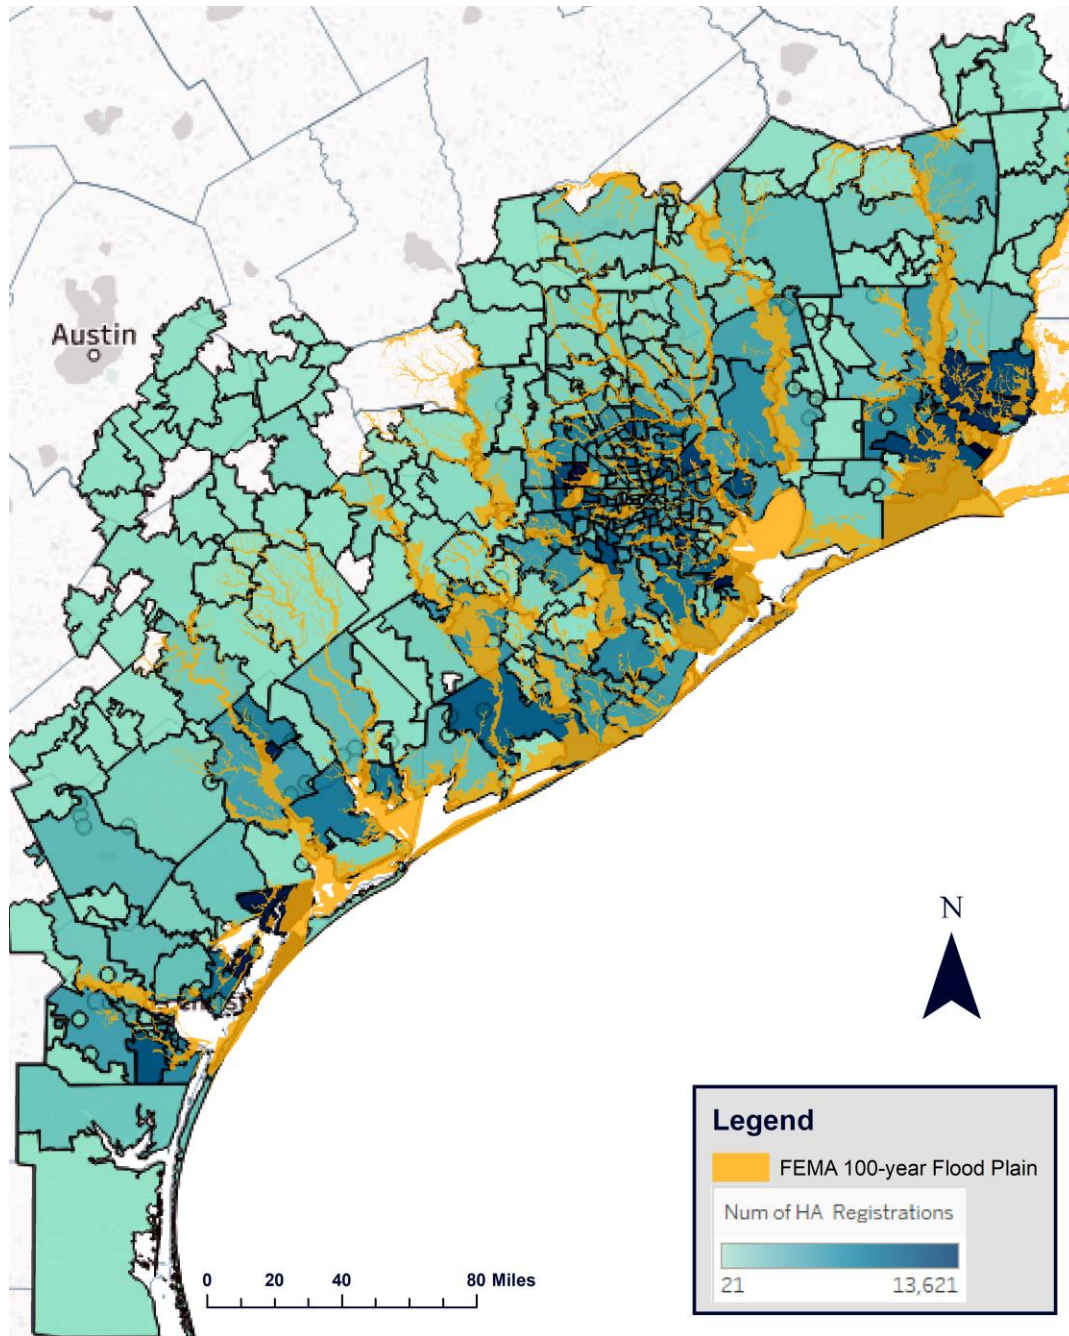 Austin
N
Legend
FEMA 100-year Flood Plain
Num of HA Registrations
21 13,621
0 20 40 80 Miles